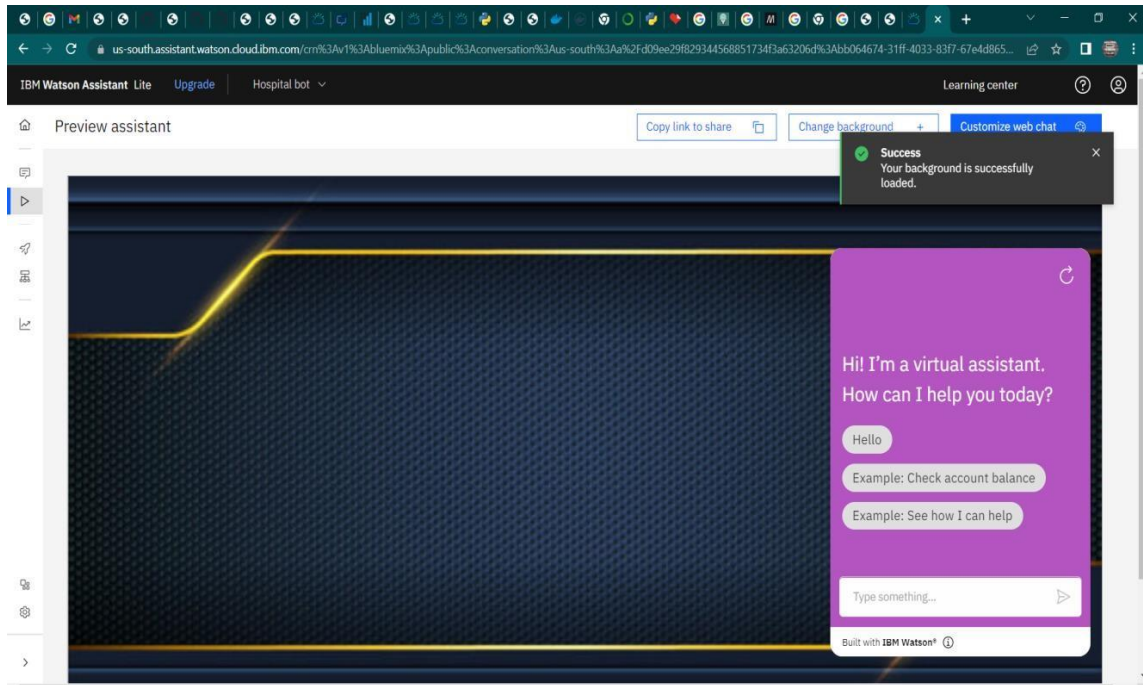 us-south.assistant.watson.cloud.ibm.com/crn%3Av1%3Abluemix%3Apublic%3Aconversation%3Aus-south%3Aa%2Fd09ee29f829344568851734f3a63206d%3Abb064674-31ff-4033-83f7-67e4d865...
IBM Watson Assistant Lite Upgrade Hospital bot Learning center
Preview assistant Copy link to share Change background + Customize web chat
Success
Your background is successfully
loaded.
Hi! I'm a virtual assistant.
How can I help you today?
Hello
Example: Check account balance
Example: See how I can help
Type something...
Built with IBM Watson®